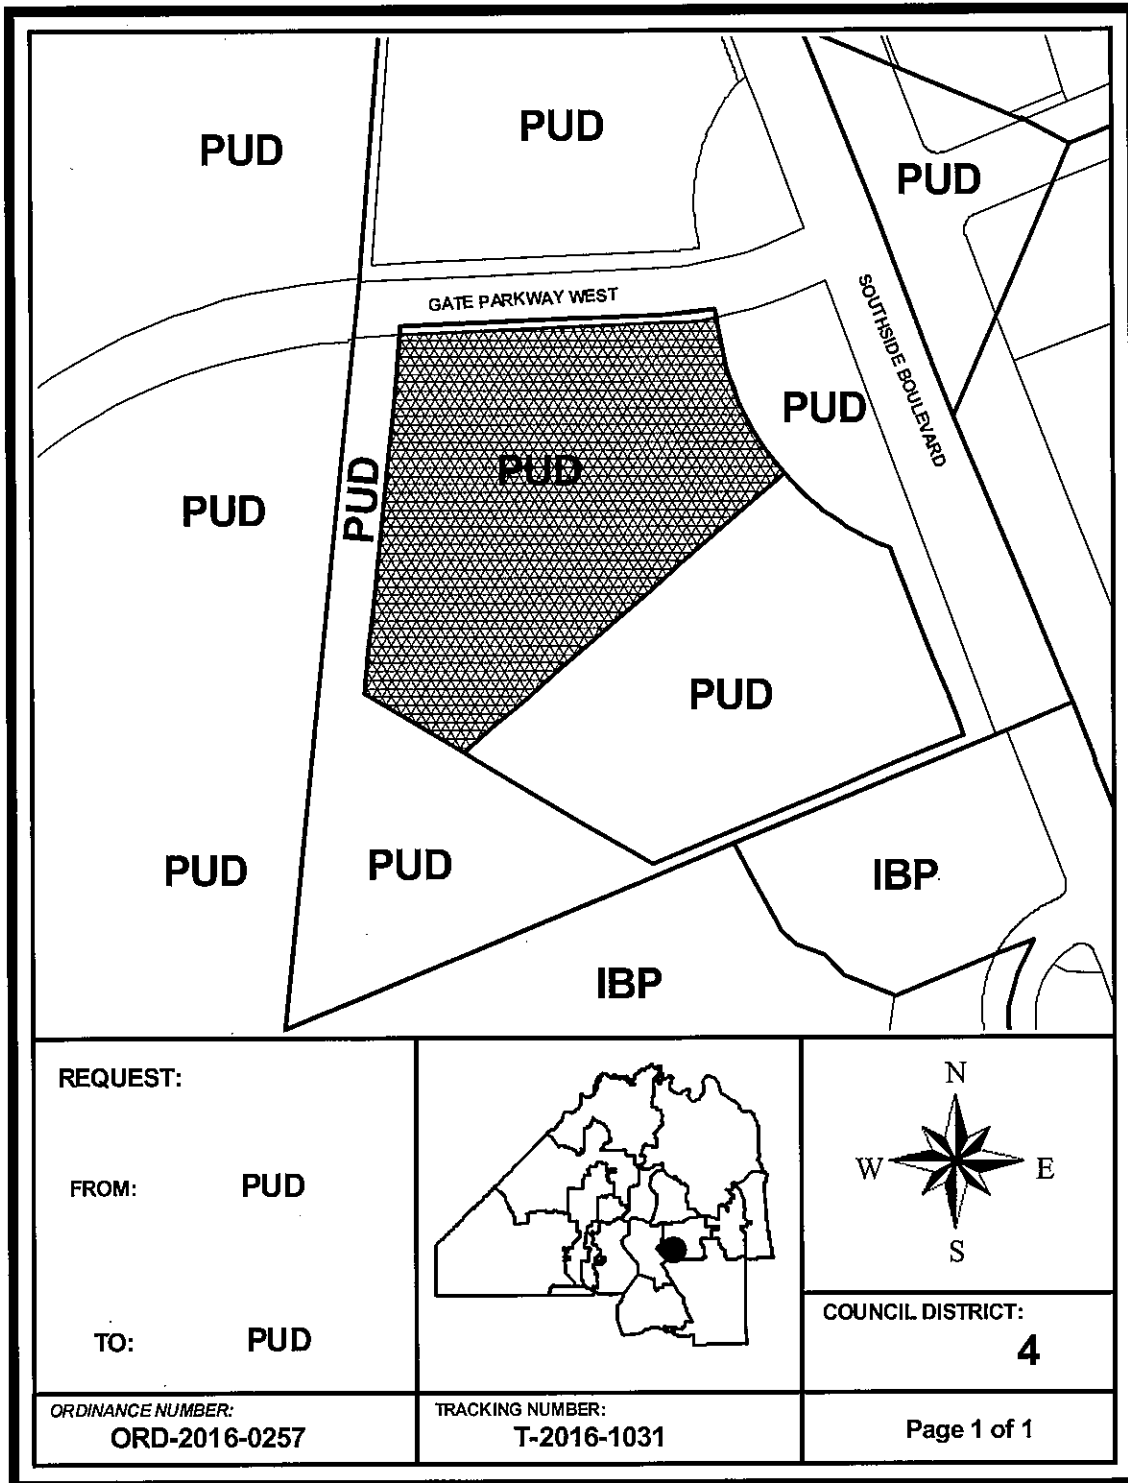 PUD
PUD
PUD
GATE PARKWAY WEST
SOUTHSIDE BOULEVARD
PUD
PUD
PUD
PUD
PUD
PUD
PUD
IBP
IBP
REQUEST:
FROM: PUD
TO: PUD
N
W E
S
COUNCIL DISTRICT:
4
ORDINANCE NUMBER:
ORD-2016-0257
TRACKING NUMBER:
T-2016-1031
Page 1 of 1